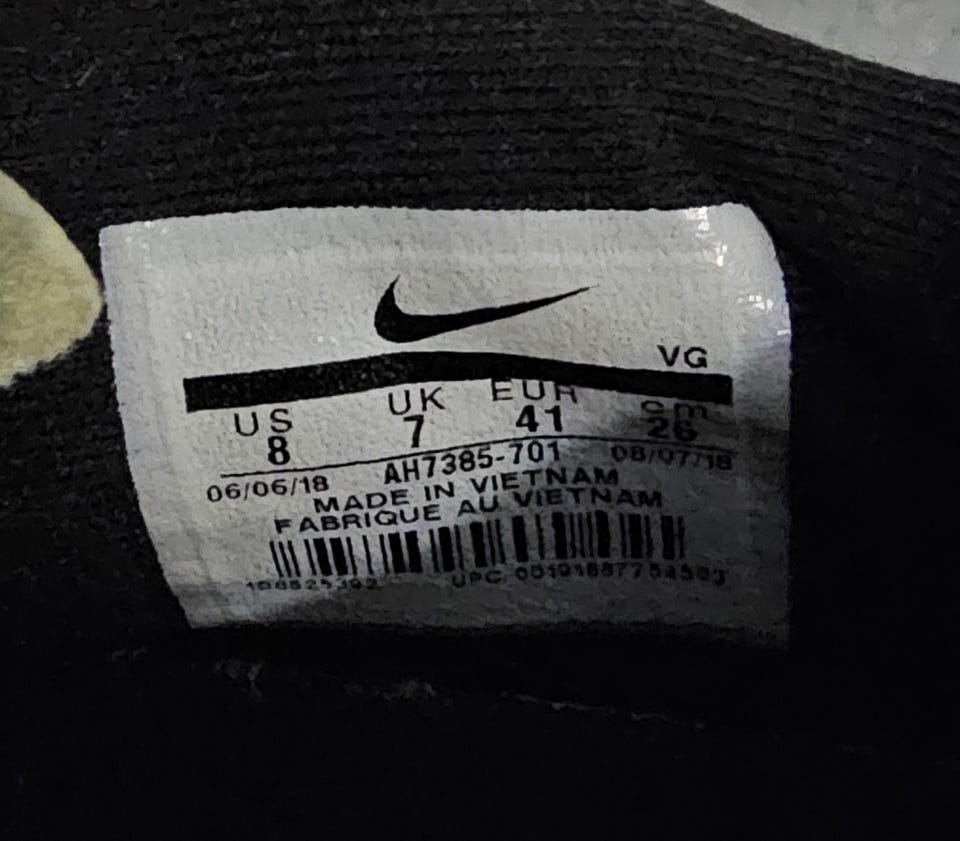 VG
US UK EUR cm
8 7 41 26
06/06/18 AH7385-701 08/07/18
MADE IN VIETNAM
FABRIQUE AU VIETNAM
UPC